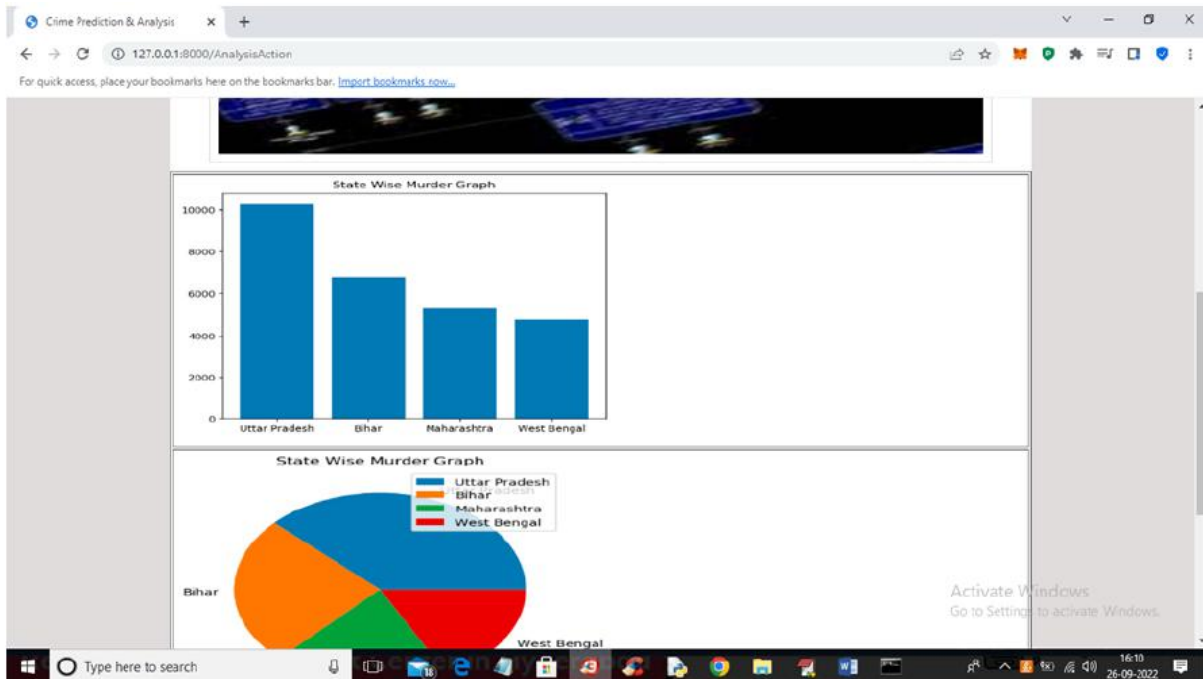 Crime Prediction & Analysis
127.0.0.1:8000/AnalysisAction
For quick access, place your bookmarks here on the bookmarks bar. Import bookmarks now...
State Wise Murder Graph
10000
8000
6000
4000
2000
0
Uttar Pradesh Bihar Maharashtra West Bengal
State Wise Murder Graph
Uttar Pradesh
Uttar Pradesh
Bihar
Maharashtra
West Bengal
Bihar
West Bengal
Activate Windows
Go to Settings to activate Windows.
Type here to search
18
16:10
26-09-2022